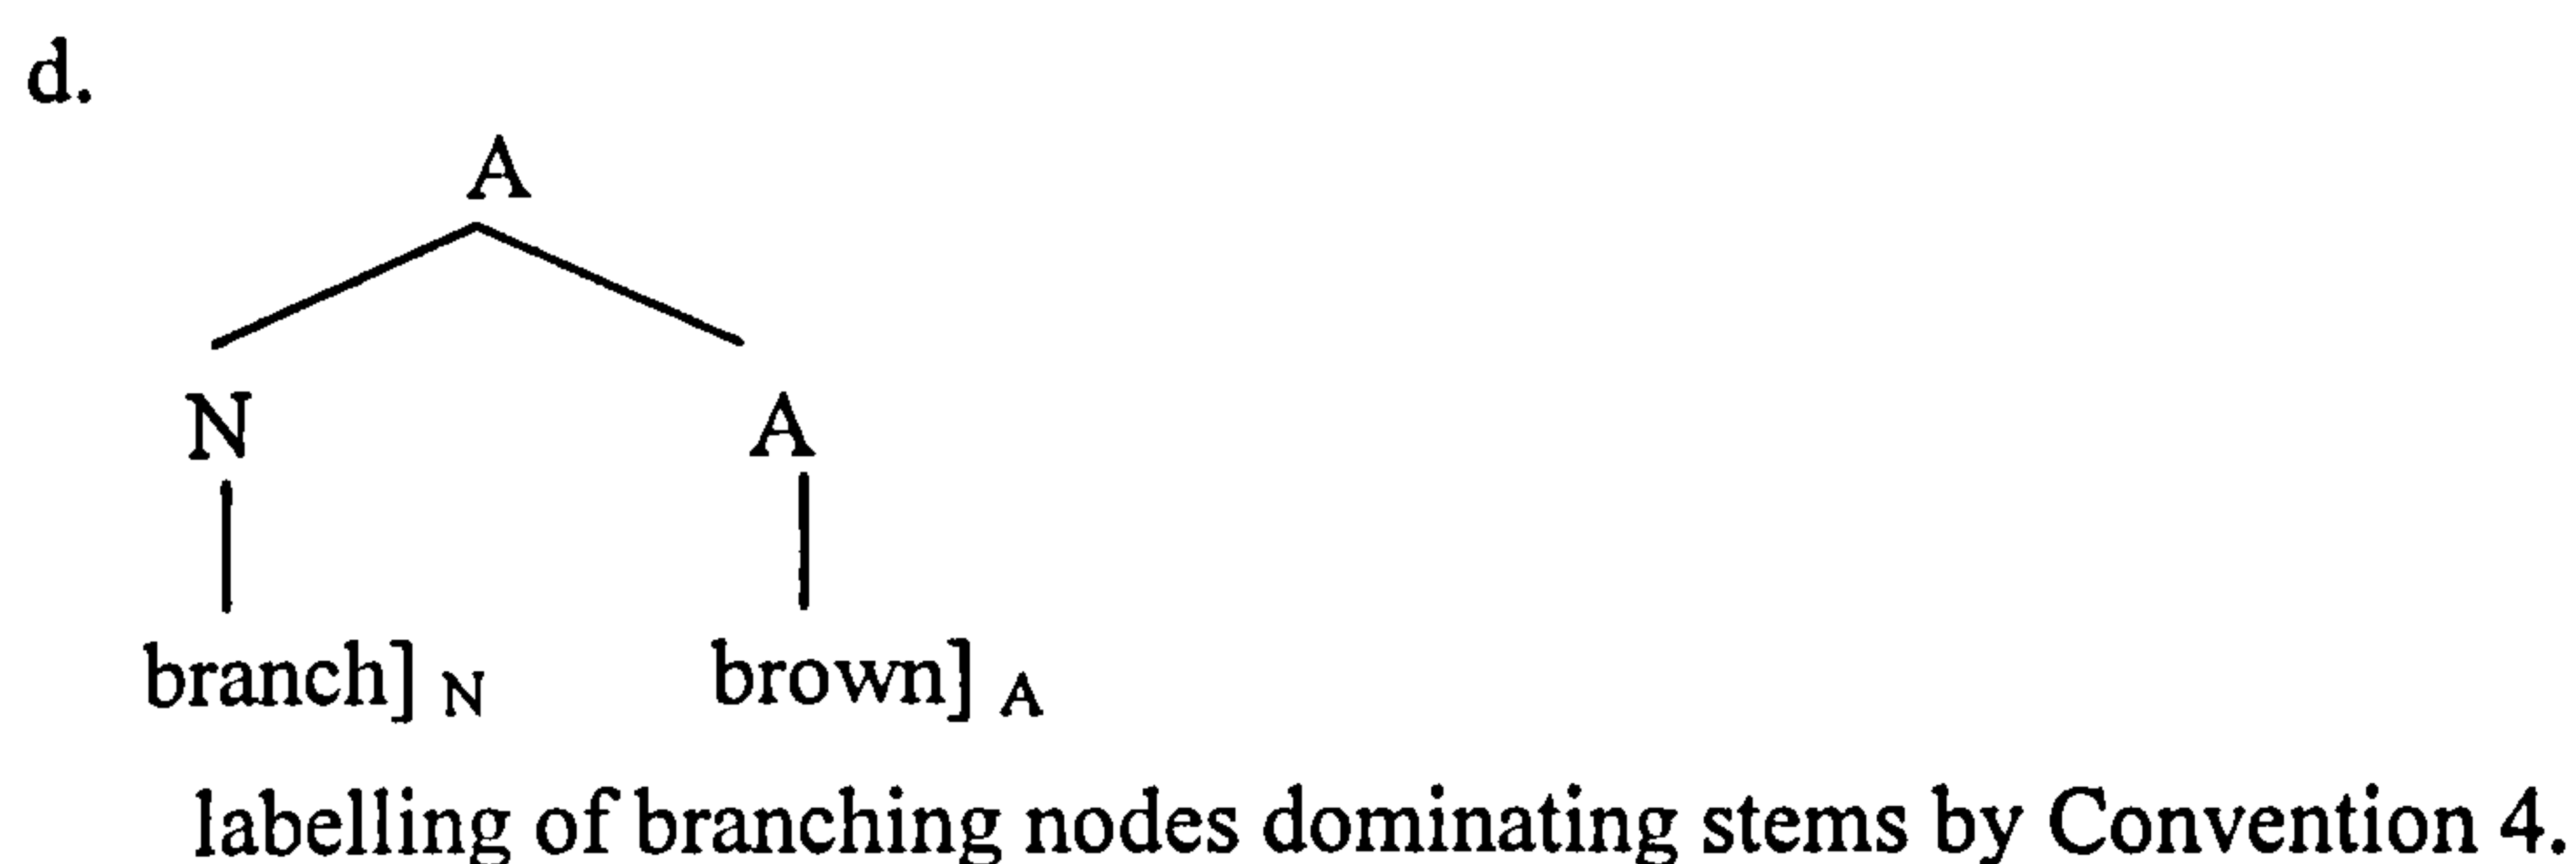 d.
A
N A
branch] N brown] A
labelling of branching nodes dominating stems by Convention 4.